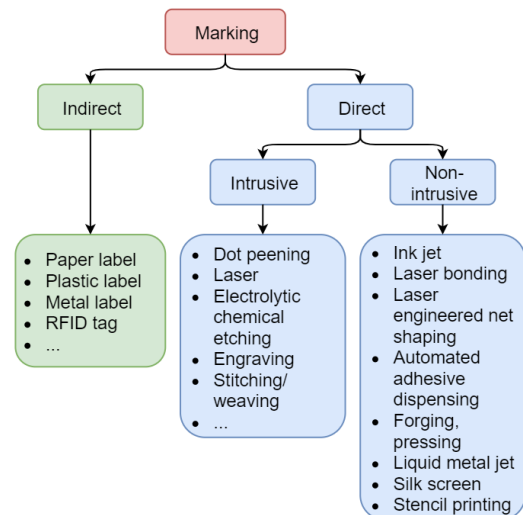 Marking
Indirect
Direct
Intrusive
Non-
intrusive
• Paper label
• Plastic label
• Metal label
• RFID tag
• ...
• Dot peening
• Laser
• Electrolytic
chemical
etching
• Engraving
• Stitching/
weaving
• ...
• Ink jet
• Laser bonding
• Laser
engineered net
shaping
• Automated
adhesive
dispensing
• Forging,
pressing
• Liquid metal jet
• Silk screen
• Stencil printing